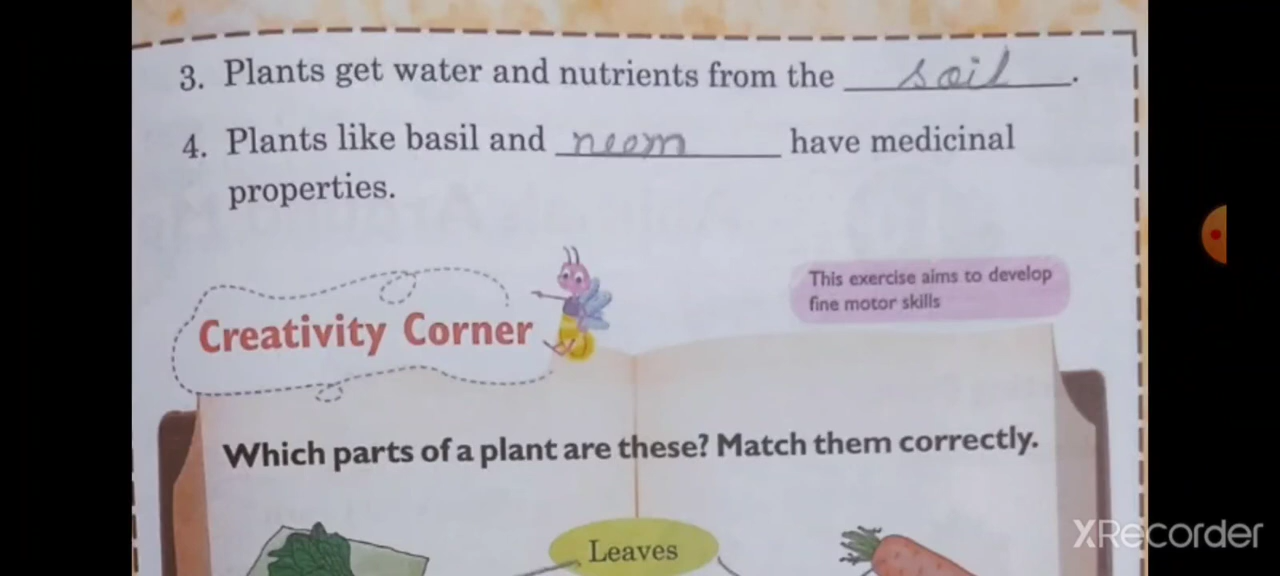 3. Plants get water and nutrients from the soil.
4. Plants like basil and neem have medicinal
properties.
This exercise aims to develop
fine motor skills
Creativity Corner
Which parts of a plant are these? Match them correctly.
Leaves
XRecorder